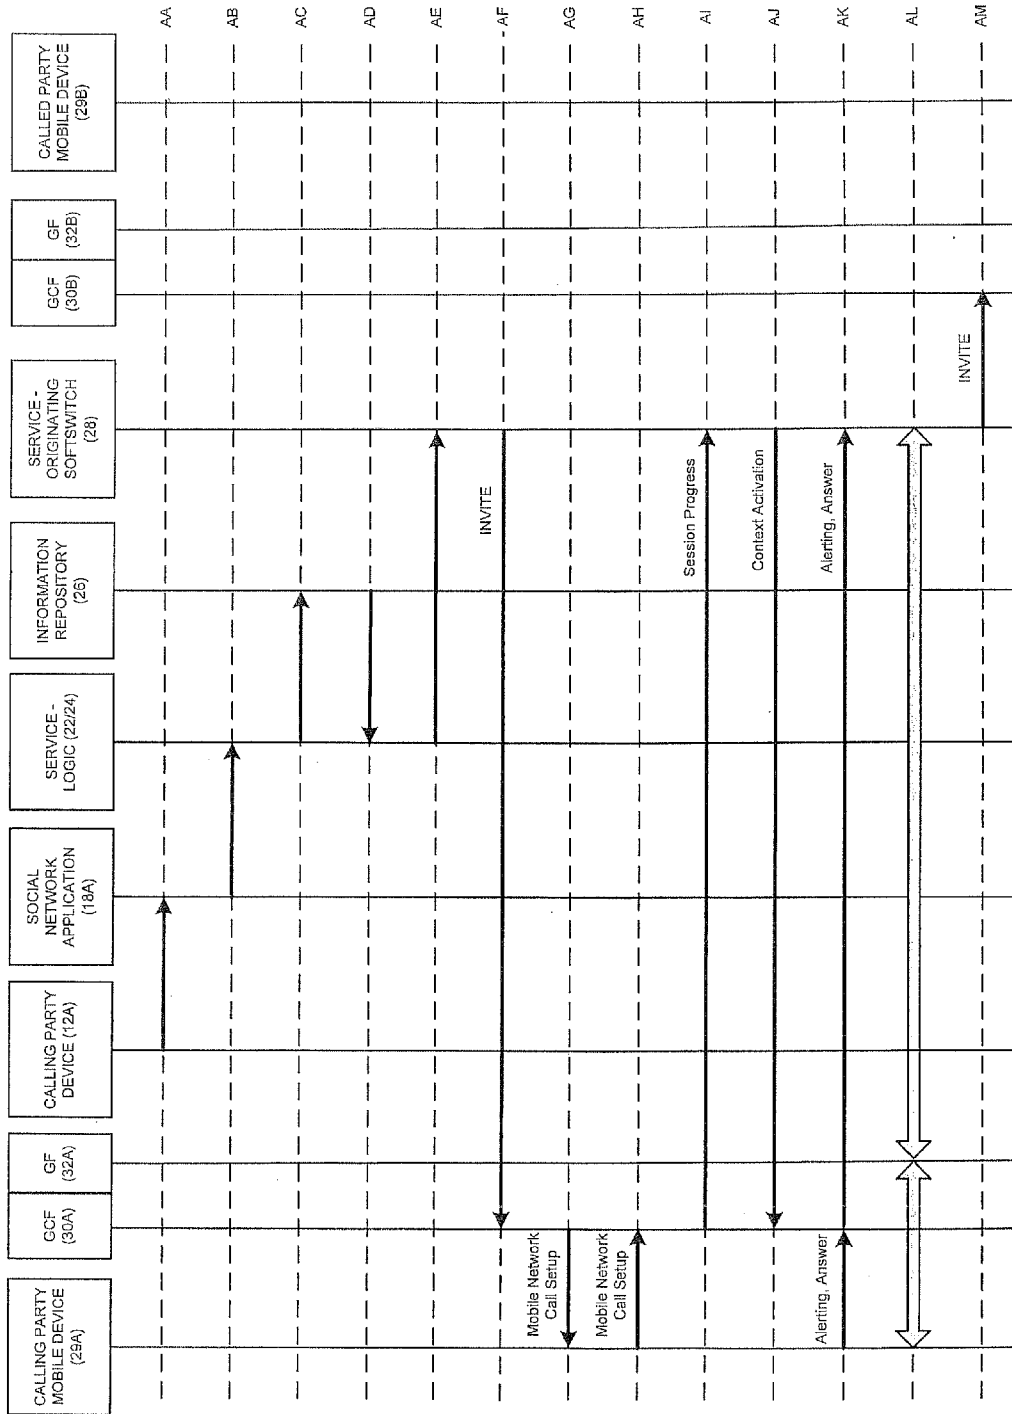 CALLING PARTY
MOBILE DEVICE
(29A)
GCF
(30A)
GF
(32A)
CALLING PARTY
DEVICE (12A)
SOCIAL
NETWORK
APPLICATION
(18A)
SERVICE -
LOGIC (22/24)
INFORMATION
REPOSITORY
(26)
SERVICE -
ORIGINATING
SOFTSWITCH
(28)
GCF
(30B)
GF
(32B)
CALLED PARTY
MOBILE DEVICE
(29B)
AA
AB
AC
AD
AE
INVITE
AF
Mobile Network
Call Setup
AG
Mobile Network
Call Setup
AH
Session Progress
AI
Context Activation
AJ
Alerting, Answer
Alerting, Answer
AK
AL
INVITE
AM